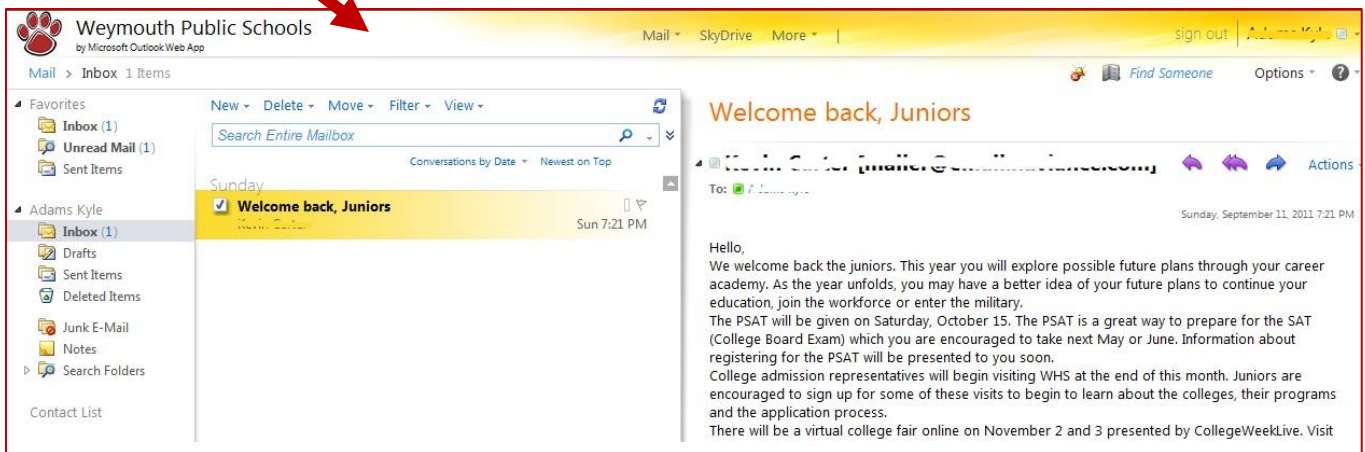 Weymouth Public Schools
by Microsoft Outlook Web App
Mail SkyDrive More |
sign out
Mail > Inbox 1 Items
Find Someone Options
Favorites
Inbox (1)
Unread Mail (1)
Sent Items
Adams Kyle
Inbox (1)
Drafts
Sent Items
Deleted Items
Junk E-Mail
Notes
Search Folders
Contact List
New Delete Move Filter View
Search Entire Mailbox
Conversations by Date Newest on Top
Sunday
Welcome back, Juniors
Sun 7:21 PM
Welcome back, Juniors
Actions
To:
Sunday, September 11, 2011 7:21 PM
Hello,
We welcome back the juniors. This year you will explore possible future plans through your career
academy. As the year unfolds, you may have a better idea of your future plans to continue your
education, join the workforce or enter the military.
The PSAT will be given on Saturday, October 15. The PSAT is a great way to prepare for the SAT
(College Board Exam) which you are encouraged to take next May or June. Information about
registering for the PSAT will be presented to you soon.
College admission representatives will begin visiting WHS at the end of this month. Juniors are
encouraged to sign up for some of these visits to begin to learn about the colleges, their programs
and the application process.
There will be a virtual college fair online on November 2 and 3 presented by CollegeWeekLive. Visit